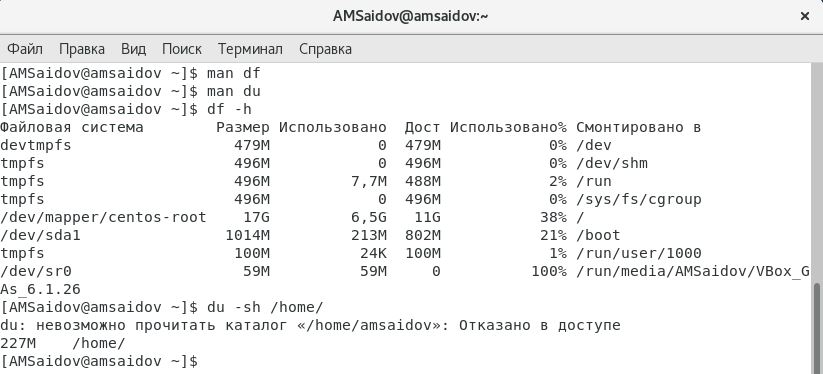 AMSaidov@amsaidov:~
Файл Правка Вид Поиск Терминал Справка
[AMSaidov@amsaidov ~]$ man df
[AMSaidov@amsaidov ~]$ man du
[AMSaidov@amsaidov ~]$ df -h
Файловая система        Размер Использовано  Дост Использовано% Смонтировано в
devtmpfs                  479M            0  479M            0% /dev
tmpfs                     496M            0  496M            0% /dev/shm
tmpfs                     496M         7,7M  488M            2% /run
tmpfs                     496M            0  496M            0% /sys/fs/cgroup
/dev/mapper/centos-root    17G         6,5G   11G           38% /
/dev/sda1                1014M         213M  802M           21% /boot
tmpfs                     100M          24K  100M            1% /run/user/1000
/dev/sr0                   59M          59M     0          100% /run/media/AMSaidov/VBox_G
As_6.1.26
[AMSaidov@amsaidov ~]$ du -sh /home/
du: невозможно прочитать каталог «/home/amsaidov»: Отказано в доступе
227M    /home/
[AMSaidov@amsaidov ~]$